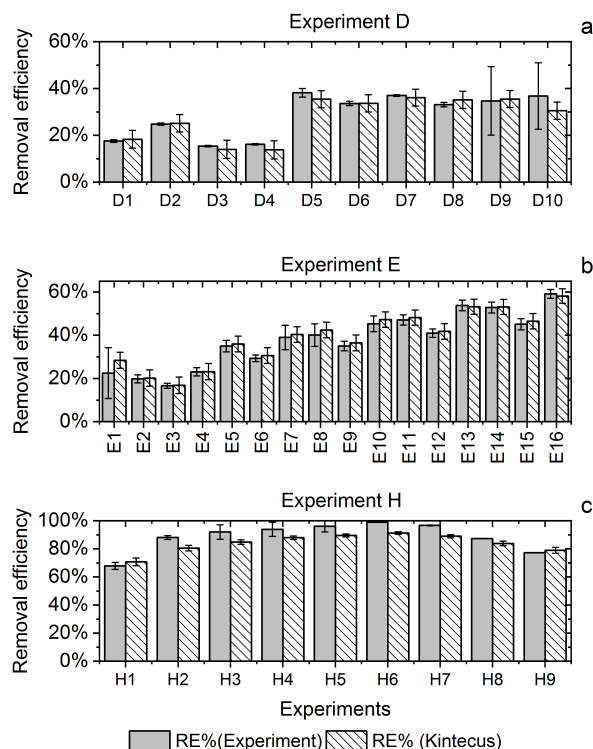 Experiment D
a
Removal efficiency
60%
40%
20%
0%
D1 D2 D3 D4 D5 D6 D7 D8 D9 D10
Experiment E
b
Removal efficiency
60%
40%
20%
0%
E1 E2 E3 E4 E5 E6 E7 E8 E9 E10 E11 E12 E13 E14 E15 E16
Experiment H
c
Removal efficiency
100%
80%
60%
40%
20%
0%
H1 H2 H3 H4 H5 H6 H7 H8 H9
Experiments
RE%(Experiment) RE% (Kintecus)